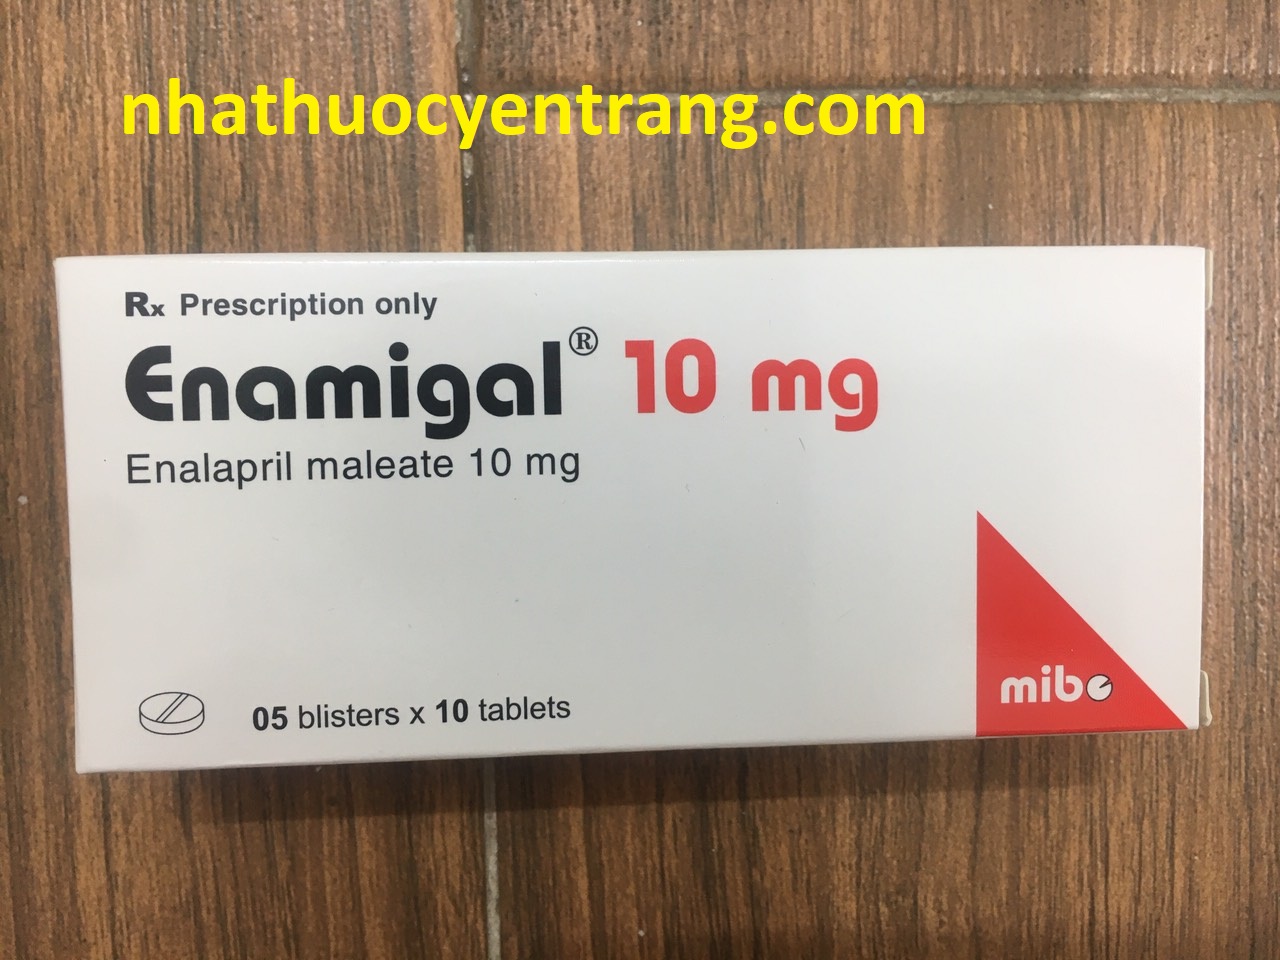 nhathuocyentrang.com
Rx Prescription only
Enamigal® 10 mg
Enalapril maleate 10 mg
mibe
05 blisters x 10 tablets